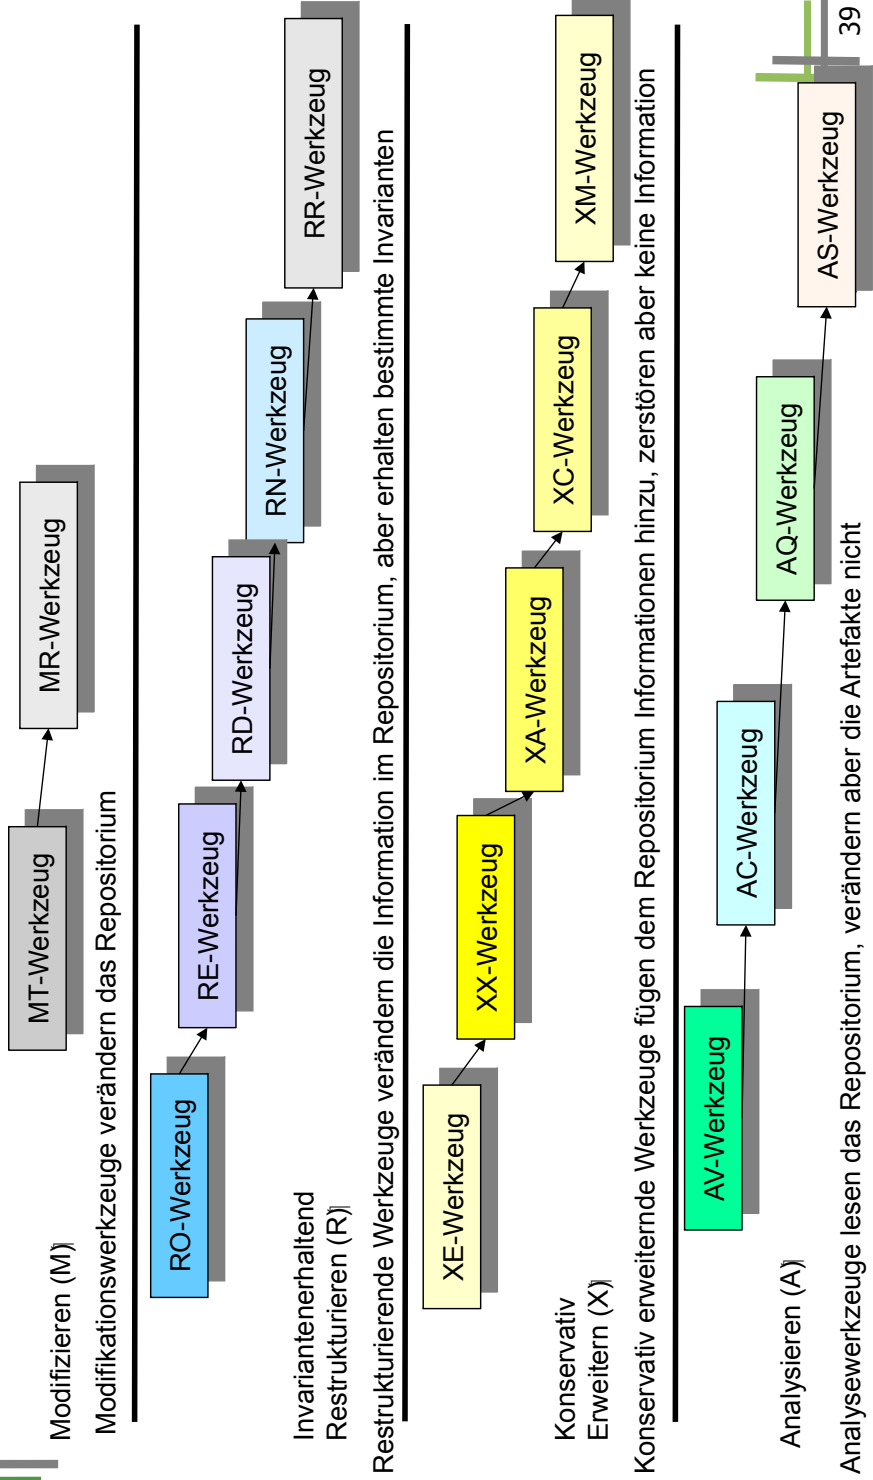 MT-Werkzeug
MR-Werkzeug
Modifizieren (M)
Modifikationswerkzeuge verändern das Repositorium
RO-Werkzeug
RE-Werkzeug
RD-Werkzeug
RN-Werkzeug
RR-Werkzeug
Invariantenerhaltend
Restrukturieren (R)
Restrukturierende Werkzeuge verändern die Information im Repositorium, aber erhalten bestimmte Invarianten
XE-Werkzeug
XX-Werkzeug
XA-Werkzeug
XC-Werkzeug
XM-Werkzeug
Konservativ
Erweitern (X)
Konservativ erweiternde Werkzeuge fügen dem Repositorium Informationen hinzu, zerstören aber keine Information
AV-Werkzeug
AC-Werkzeug
AQ-Werkzeug
AS-Werkzeug
Analysieren (A)
Analysewerkzeuge lesen das Repositorium, verändern aber die Artefakte nicht
39